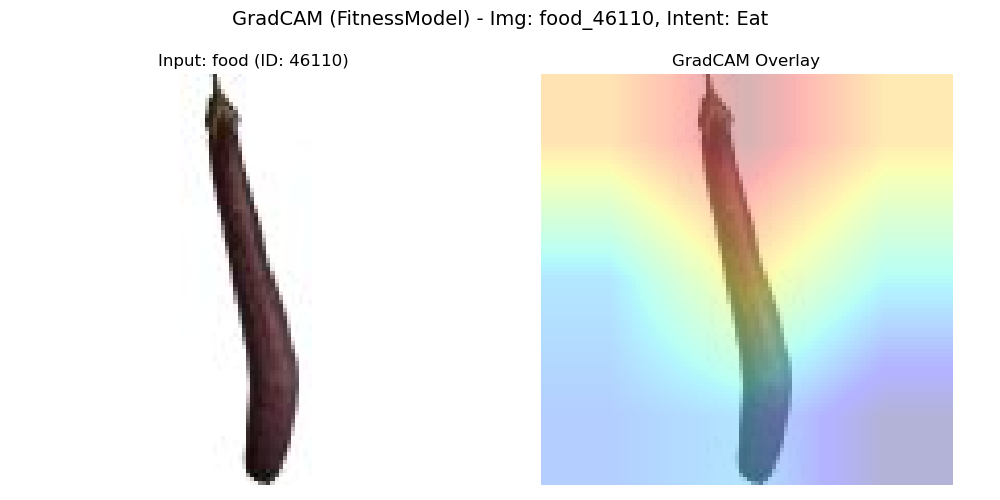 GradCAM (FitnessModel) - Img: food_46110, Intent: Eat
Input: food (ID: 46110)
GradCAM Overlay